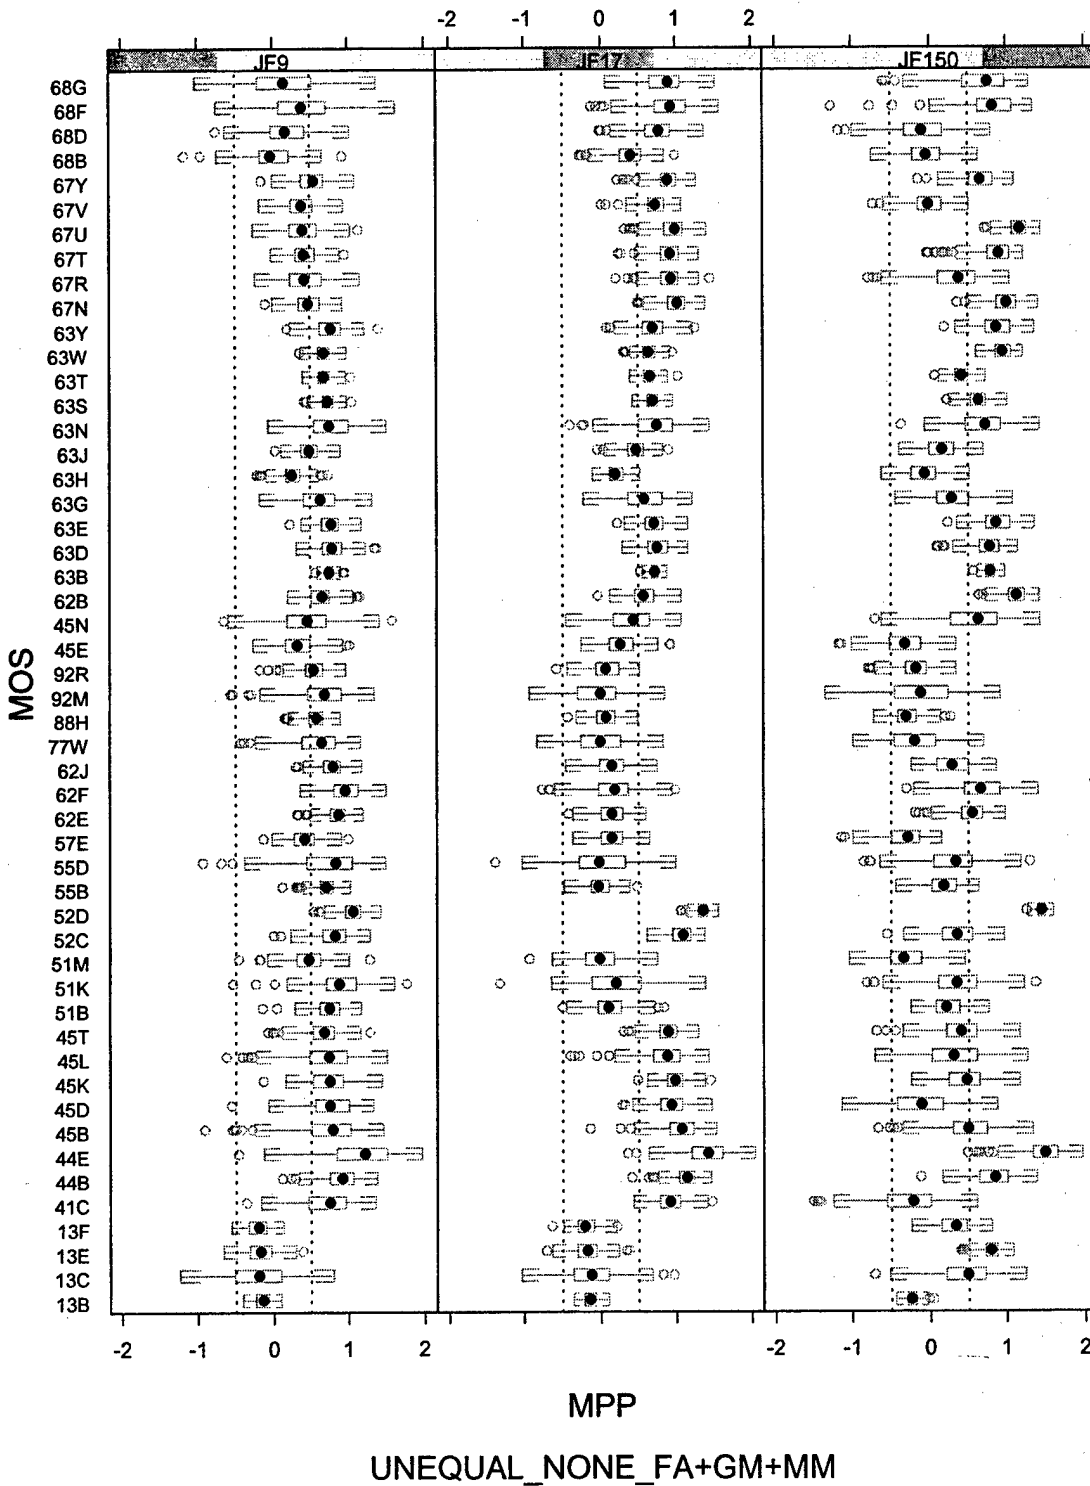 -2 -1 0 1 2
JF9 JF17 JF150
68G
68F
68D
68B
67Y
67V
67U
67T
67R
67N
63Y
63W
63T
63S
63N
63J
63H
63G
63E
63D
63B
62B
45N
45E
92R
92M
88H
77W
62J
62F
62E
57E
55D
55B
52D
52C
51M
51K
51B
45T
45L
45K
45D
45B
44E
44B
41C
13F
13E
13C
13B
MOS
-2 -1 0 1 2 -2 -1 0 1 2
MPP
UNEQUAL_NONE_FA+GM+MM